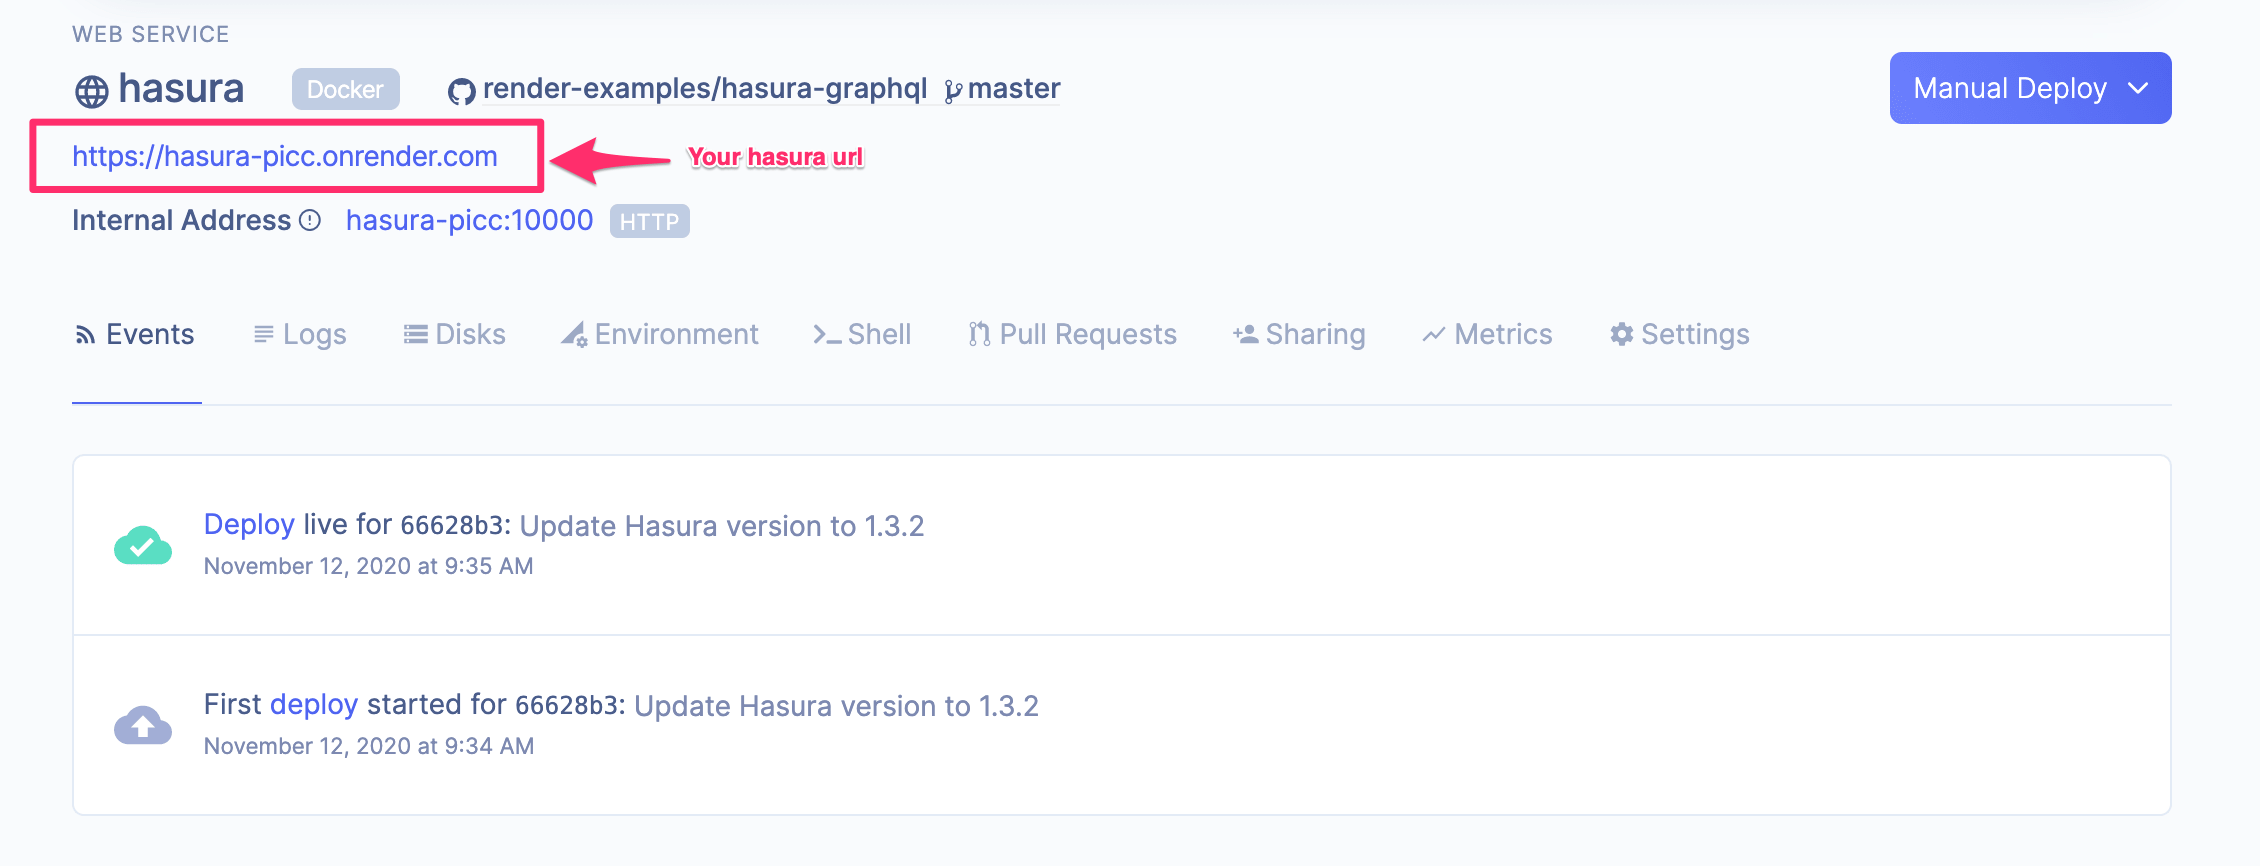 WEB SERVICE
hasura Docker render-examples/hasura-graphql master Manual Deploy
https://hasura-picc.onrender.com Your hasura url
Internal Address hasura-picc:10000 HTTP
Events Logs Disks Environment Shell Pull Requests Sharing Metrics Settings
Deploy live for 66628b3: Update Hasura version to 1.3.2
November 12, 2020 at 9:35 AM
First deploy started for 66628b3: Update Hasura version to 1.3.2
November 12, 2020 at 9:34 AM